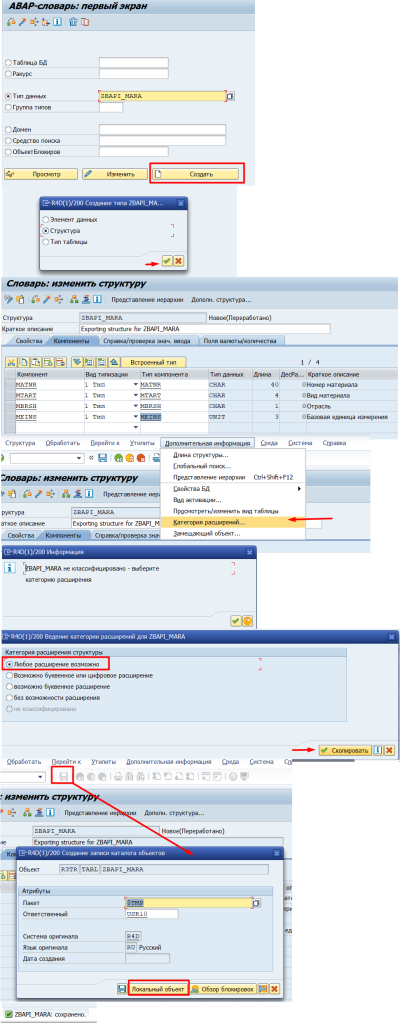 ABAP-словарь: первый экран
Таблица БД
Ракурс
Тип данных ZBAPI_MARA
Группа типов
Домен
Средство поиска
ОбъектБлокиров
Просмотр Изменить Создать
R4D(1)/200 Создание типа ZBAPI_MA...
Элемент данных
Структура
Тип таблицы
Словарь: изменить структуру
Представление иерархии Дополн. структура...
Структура ZBAPI_MARA Новое(Переработано)
Краткое описание Exporting structure for ZBAPI_MARA
Свойства Компоненты Справка/проверка знач. ввода Поля валюты/количества
Встроенный тип 1 / 4
Компонент Вид типизации Тип компонента Тип данных Длина ДесРа... Краткое описание
MATNR 1 Тип MATNR CHAR 40 0 Номер материала
MTART 1 Тип MTART CHAR 4 0 Вид материала
MBRSH 1 Тип MBRSH CHAR 1 0 Отрасль
MEINS 1 Тип MEINS UNIT 3 0 Базовая единица измерения
Структура Обработать Перейти к Утилиты Дополнительная информация Среда Система Справка
Длина структуры...
Глобальный поиск...
Представление иерархии Ctrl+Shift+F12
Свойства БД
Вид активации...
Просмотреть/изменить вид таблицы
Категория расширений...
Замещающий объект...
Словарь: изменить структуру
Представление
руктура ZBAPI_MARA
аткое описание Exporting structure for ZBAPI_M
Свойства Компоненты Справка/проверка знач
R4D(1)/200 Информация
ZBAPI_MARA не классифицировано - выберите
категорию расширения
R4D(1)/200 Ведение категории расширений для ZBAPI_MARA
Категория расширения структуры
Любое расширение возможно
Возможно буквенное или цифровое расширение
возможно буквенное расширение
без возможности расширения
не классифицировано
Скопировать
Обработать Перейти к Утилиты Дополнительная информация Среда Система Сп
: изменить структуру
Представление иерархии Дополн. структура...
ZBAPI_MARA Новое(Переработано)
ние Exporting structure for ZBAPI_MARA
R4D(1)/200 Создание записи каталога объектов
Объект R3TR TABL ZBAPI_MARA
Атрибуты
Пакет $TMP
Ответственный USR10
Система оригинала R4D
Язык оригинала RU Русский
Дата создания
Локальный объект Обзор блокировок
ZBAPI_MARA: сохранено.